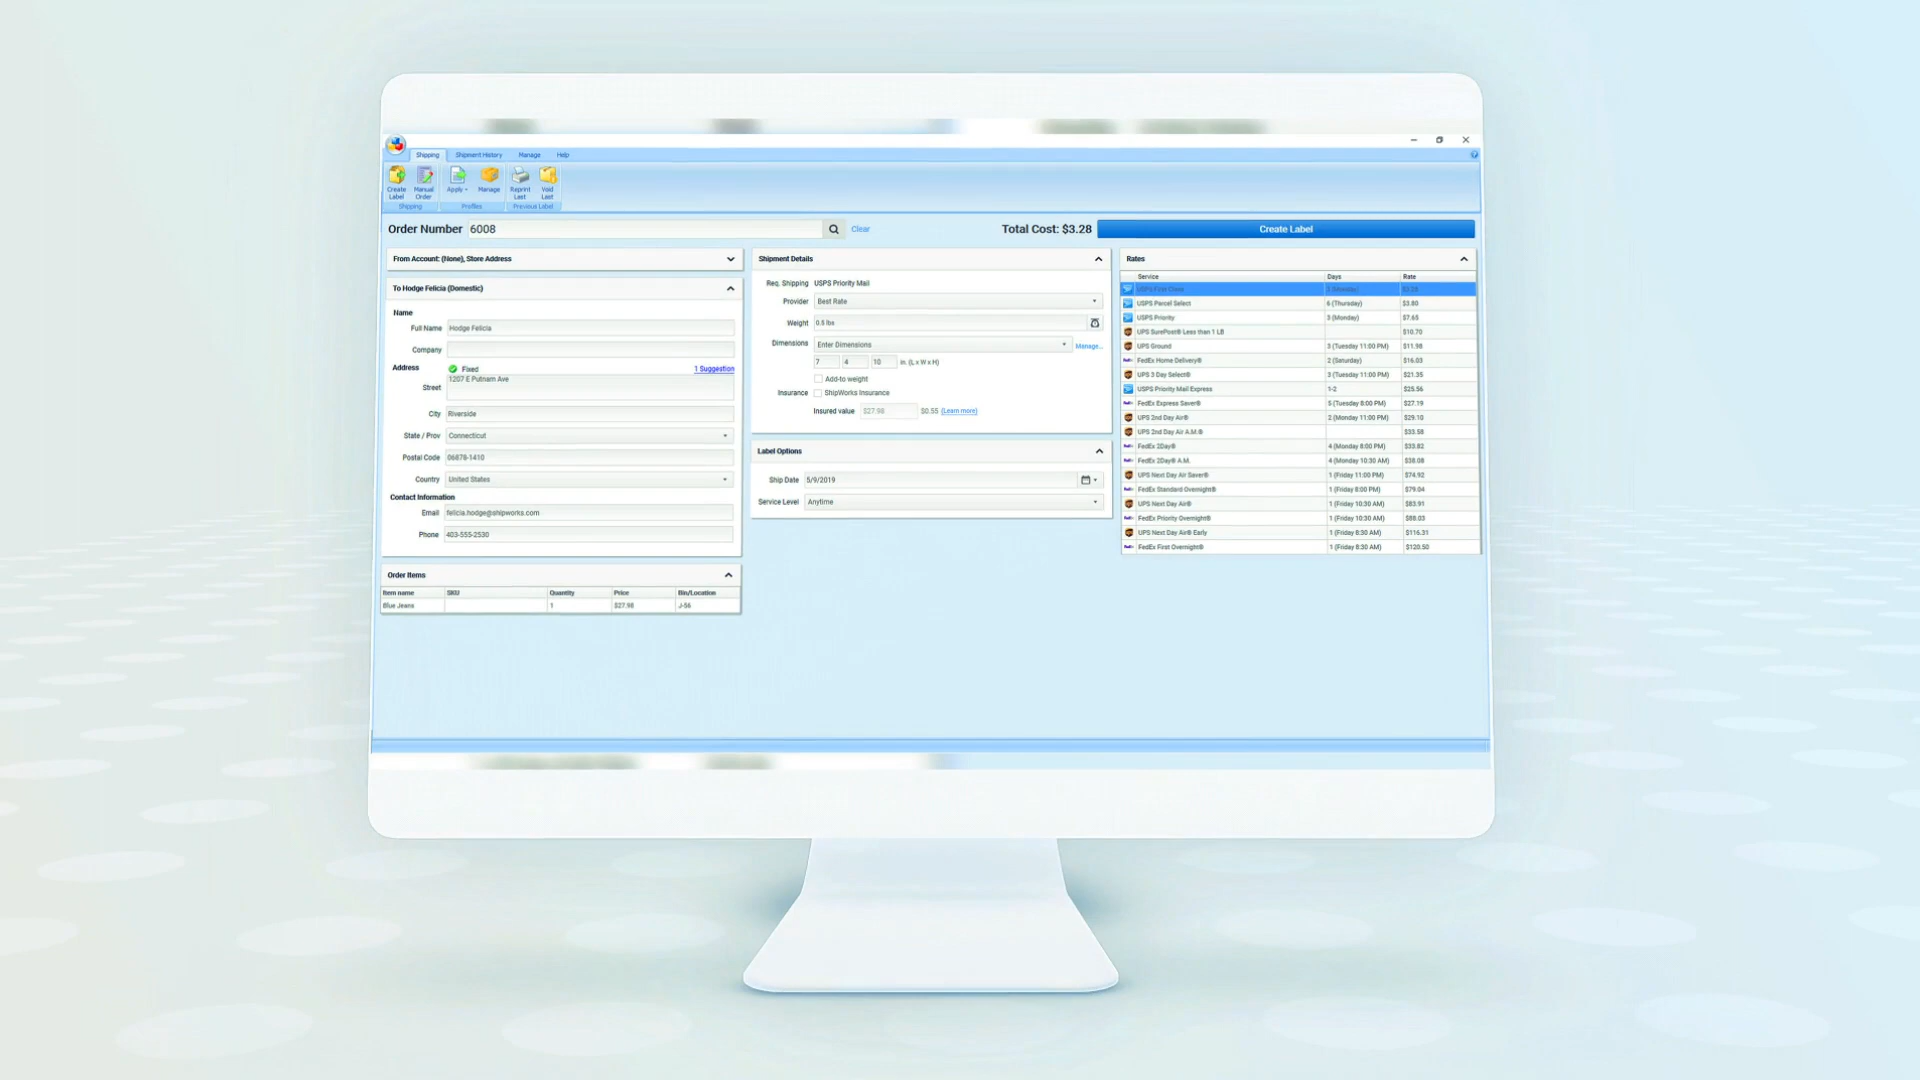 Shipping Shipment History Manage Help
Create Label Manual Order Apply Manage Reprint Last Void Last
Shipping Profiles Previous Label
Order Number 6008 Clear Total Cost: $3.28 Create Label
From Account: (None), Store Address
To Hodge Felicia (Domestic)
Name
Full Name Hodge Felicia
Company
Address Fixed 1 Suggestion
Street 1207 E Putnam Ave
City Riverside
State / Prov Connecticut
Postal Code 06878-1410
Country United States
Contact Information
Email felicia.hodge@shipworks.com
Phone 403-555-2530
Order Items
Item name SKU Quantity Price Bin/Location
Blue Jeans 1 $27.98 J-56
Shipment Details
Req. Shipping USPS Priority Mail
Provider Best Rate
Weight 0.5 lbs
Dimensions Enter Dimensions Manage...
7 4 10 in. (L x W x H)
Add-to weight
Insurance ShipWorks Insurance
Insured value $27.98 $0.55 (Learn more)
Label Options
Ship Date 5/9/2019
Service Level Anytime
Rates
Service Days Rate
USPS First Class (Monday) $3.28
USPS Parcel Select 6 (Thursday) $3.80
USPS Priority 3 (Monday) $7.65
UPS SurePost® Less than 1 LB $10.70
UPS Ground 3 (Tuesday 11:00 PM) $11.98
FedEx Home Delivery® 2 (Saturday) $16.03
UPS 3 Day Select® 3 (Tuesday 11:00 PM) $21.35
USPS Priority Mail Express 1-2 $25.56
FedEx Express Saver® 5 (Tuesday 8:00 PM) $27.19
UPS 2nd Day Air® 2 (Monday 11:00 PM) $29.10
UPS 2nd Day Air A.M.® $33.58
FedEx 2Day® 4 (Monday 8:00 PM) $33.82
FedEx 2Day® A.M. 4 (Monday 10:30 AM) $38.08
UPS Next Day Air Saver® 1 (Friday 11:00 PM) $74.92
FedEx Standard Overnight® 1 (Friday 8:00 PM) $79.04
UPS Next Day Air® 1 (Friday 10:30 AM) $83.91
FedEx Priority Overnight® 1 (Friday 10:30 AM) $88.03
UPS Next Day Air® Early 1 (Friday 8:30 AM) $116.31
FedEx First Overnight® 1 (Friday 8:30 AM) $120.50